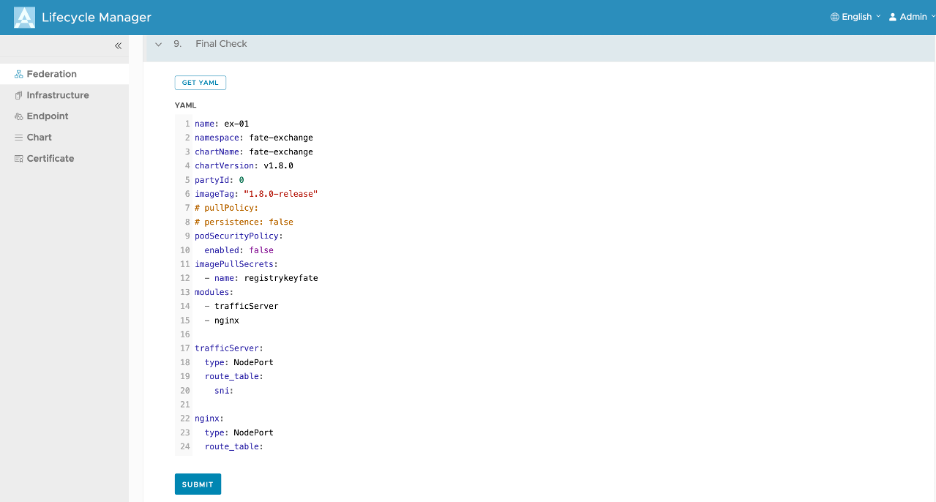 Lifecycle Manager
English
Admin
Federation
Infrastructure
Endpoint
Chart
Certificate
9. Final Check
GET YAML
YAML
1 name: ex-01
2 namespace: fate-exchange
3 chartName: fate-exchange
4 chartVersion: v1.8.0
5 partyId: 0
6 imageTag: "1.8.0-release"
7 # pullPolicy:
8 # persistence: false
9 podSecurityPolicy:
10   enabled: false
11 imagePullSecrets:
12   - name: registrykeyfate
13 modules:
14   - trafficServer
15   - nginx
16
17 trafficServer:
18   type: NodePort
19   route_table:
20     sni:
21
22 nginx:
23   type: NodePort
24   route_table:
SUBMIT